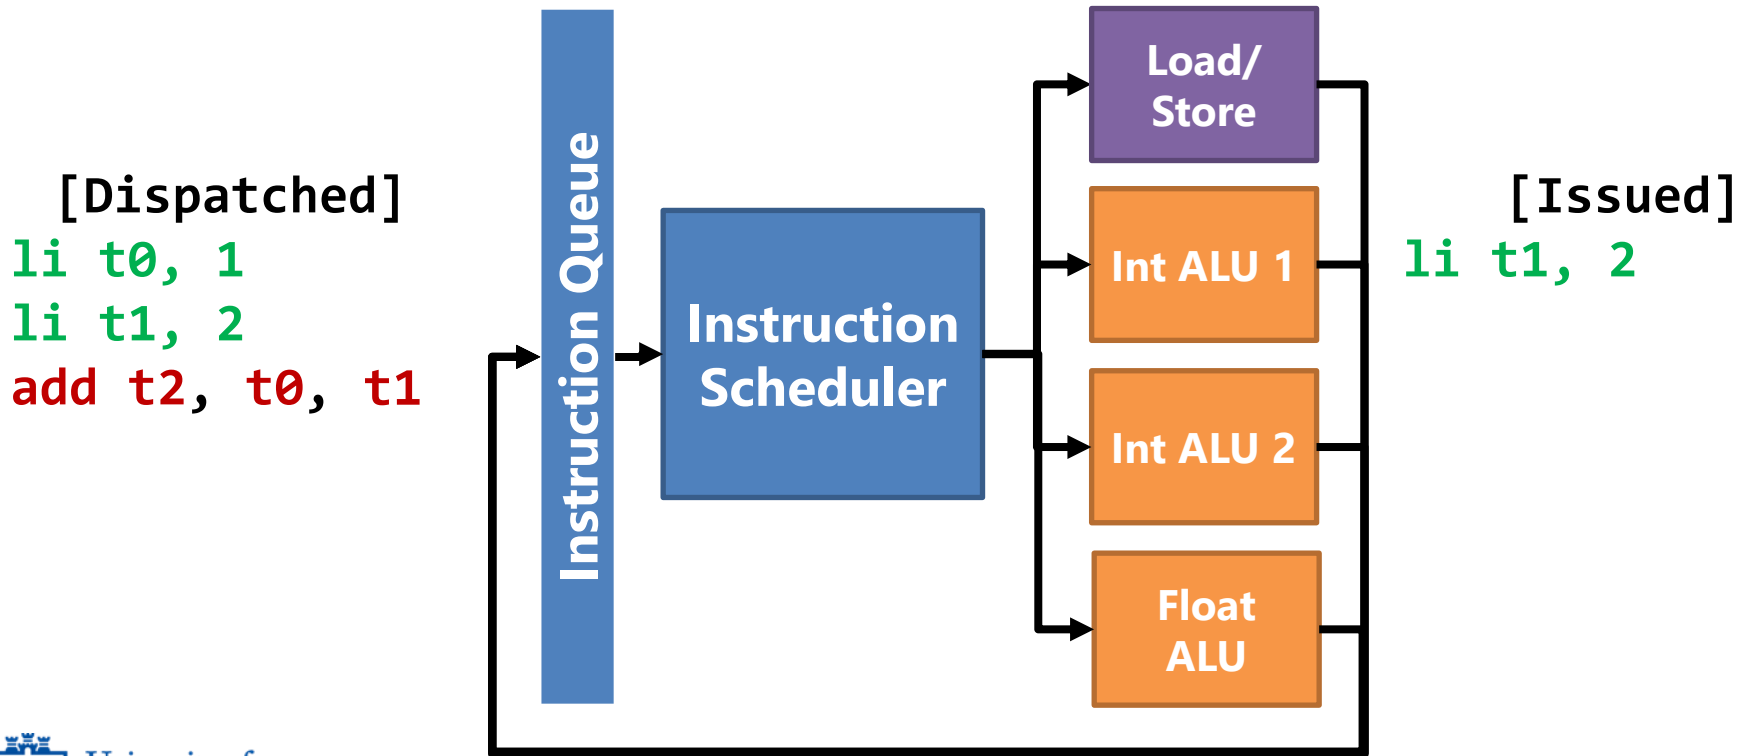 [Dispatched]
li t0, 1
li t1, 2
add t2, t0, t1
Instruction Queue
Instruction
Scheduler
Load/
Store
Int ALU 1
Int ALU 2
Float
ALU
[Issued]
li t1, 2